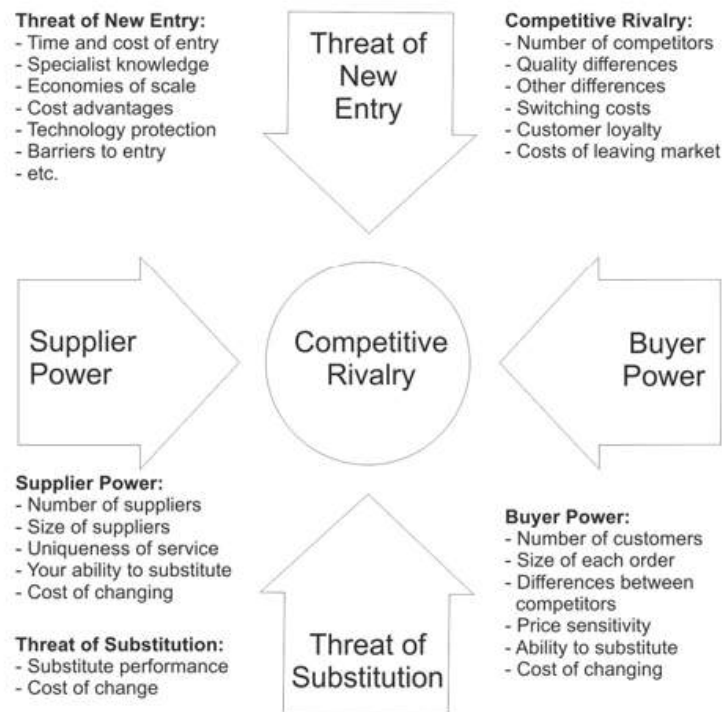 Threat of New Entry:
- Time and cost of entry
- Specialist knowledge
- Economies of scale
- Cost advantages
- Technology protection
- Barriers to entry
- etc.
Threat of
New
Entry
Competitive Rivalry:
- Number of competitors
- Quality differences
- Other differences
- Switching costs
- Customer loyalty
- Costs of leaving market
Supplier
Power
Competitive
Rivalry
Buyer
Power
Supplier Power:
- Number of suppliers
- Size of suppliers
- Uniqueness of service
- Your ability to substitute
- Cost of changing
Threat of Substitution:
- Substitute performance
- Cost of change
Threat of
Substitution
Buyer Power:
- Number of customers
- Size of each order
- Differences between
competitors
- Price sensitivity
- Ability to substitute
- Cost of changing